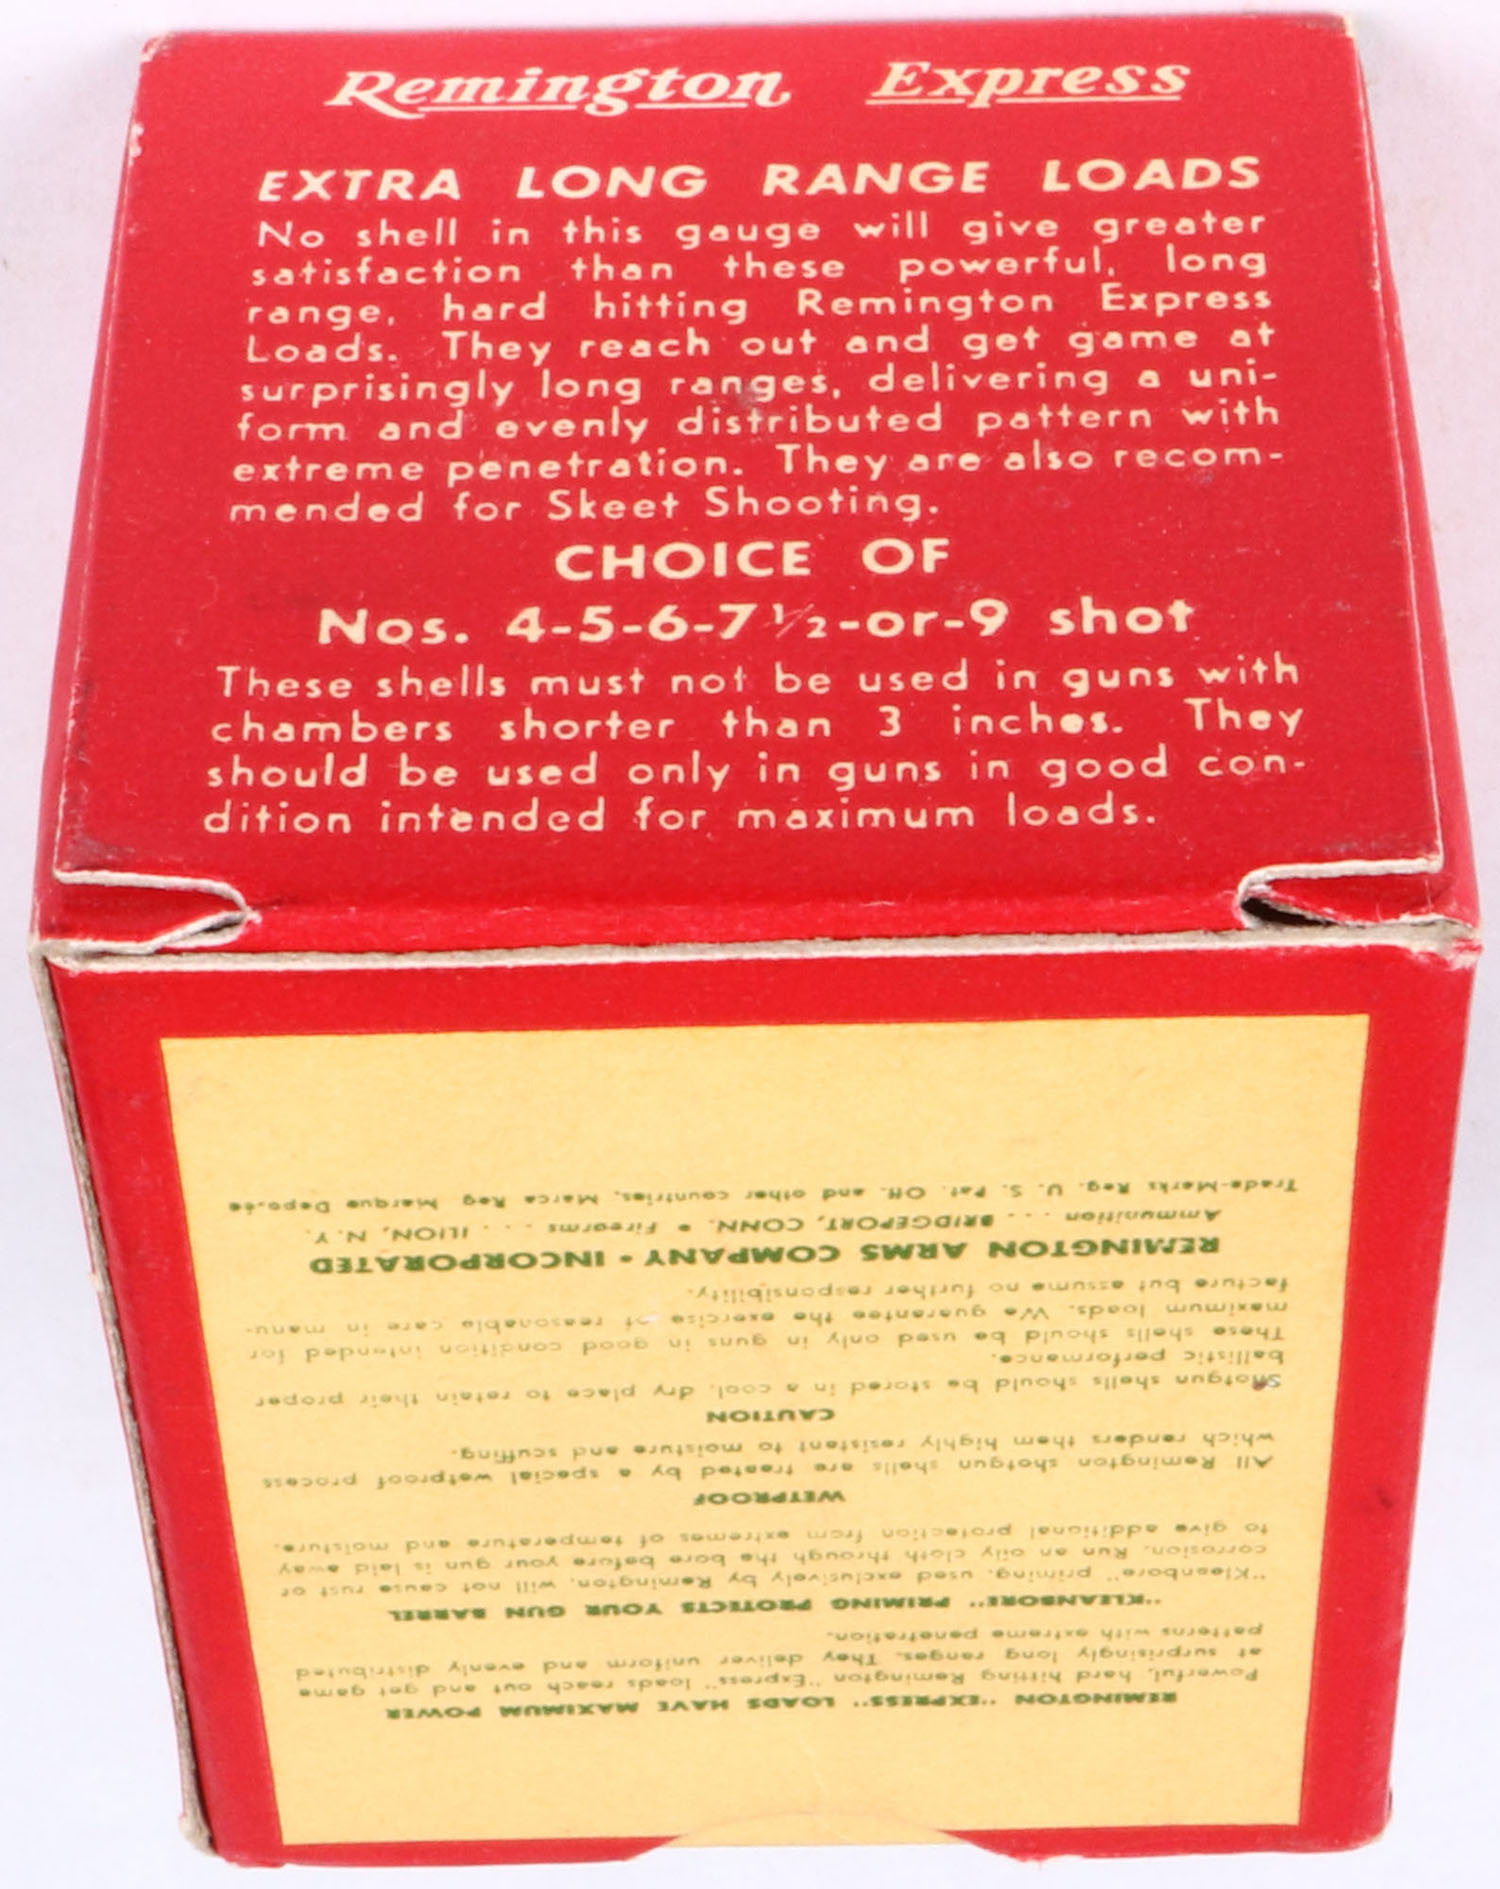 Remington Express
EXTRA LONG RANGE LOADS
No shell in this gauge will give greater
satisfaction than these powerful, long
range, hard hitting Remington Express
Loads. They reach out and get game at
surprisingly long ranges, delivering a uni-
form and evenly distributed pattern with
extreme penetration. They are also recom-
mended for Skeet Shooting.
CHOICE OF
Nos. 4-5-6-7½-or-9 shot
These shells must not be used in guns with
chambers shorter than 3 inches. They
should be used only in guns in good con-
dition intended for maximum loads.
REMINGTON "EXPRESS" LOADS HAVE MAXIMUM POWER
Powerful, hard hitting Remington "Express" loads reach out and get game
at surprisingly long ranges. They deliver uniform and evenly distributed
patterns with extreme penetration.
"KLEANBORE" PRIMING PROTECTS YOUR GUN BARREL
"Kleanbore" priming, used exclusively by Remington, will not cause rust or
corrosion. Run an oily cloth through the bore before your gun is laid away
to give additional protection from extremes of temperature and moisture.
WETPROOF
All Remington shotgun shells are treated by a special wetproof process
which renders them highly resistant to moisture and scuffing.
CAUTION
Shotgun shells should be stored in a cool, dry place to retain their proper
ballistic performance.
These shells should be used only in guns in good condition intended for
maximum loads. We guarantee the exercise of reasonable care in manu-
facture but assume no further responsibility.
REMINGTON ARMS COMPANY • INCORPORATED
Ammunition . . . BRIDGEPORT, CONN. • Firearms . . . ILION, N. Y.
Trade-Marks Reg. U. S. Pat. Off. and other countries, Marca Reg Marque Deposée